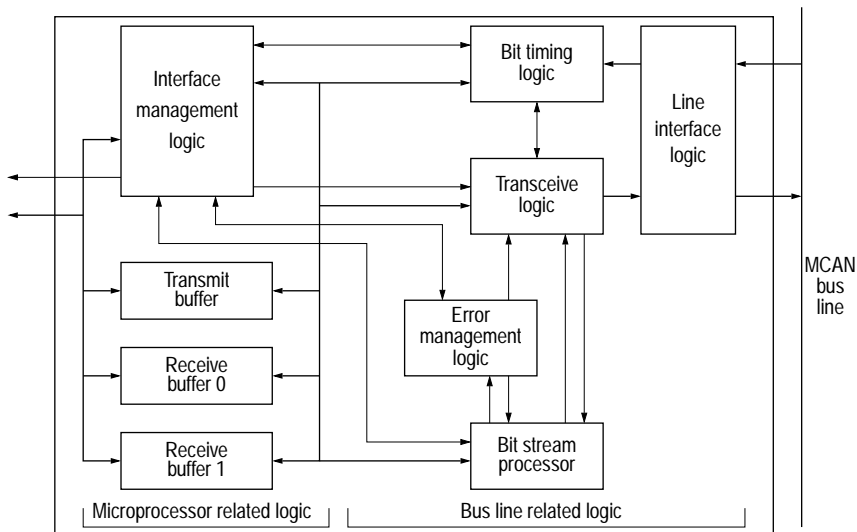 Interface
management
logic
Bit timing
logic
Line
interface
logic
Transceive
logic
MCAN
bus
line
Transmit
buffer
Error
management
logic
Receive
buffer 0
Receive
buffer 1
Bit stream
processor
Microprocessor related logic
Bus line related logic